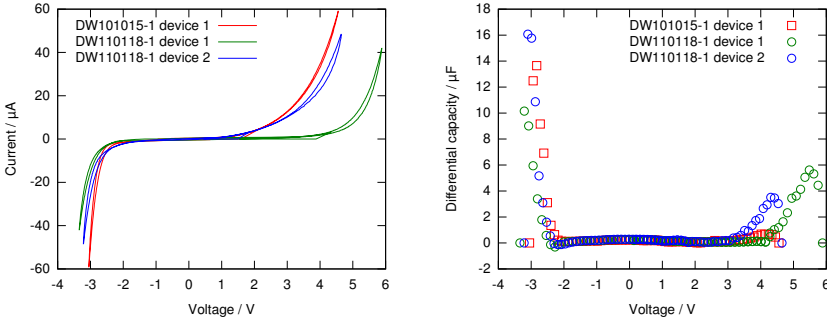 DW101015-1 device 1
DW110118-1 device 1
DW110118-1 device 2
60
40
20
0
-20
-40
-60
Current / µA
-4 -3 -2 -1 0 1 2 3 4 5 6
Voltage / V
DW101015-1 device 1
DW110118-1 device 1
DW110118-1 device 2
18
16
14
12
10
8
6
4
2
0
-2
Differential capacity / µF
-4 -3 -2 -1 0 1 2 3 4 5 6
Voltage / V